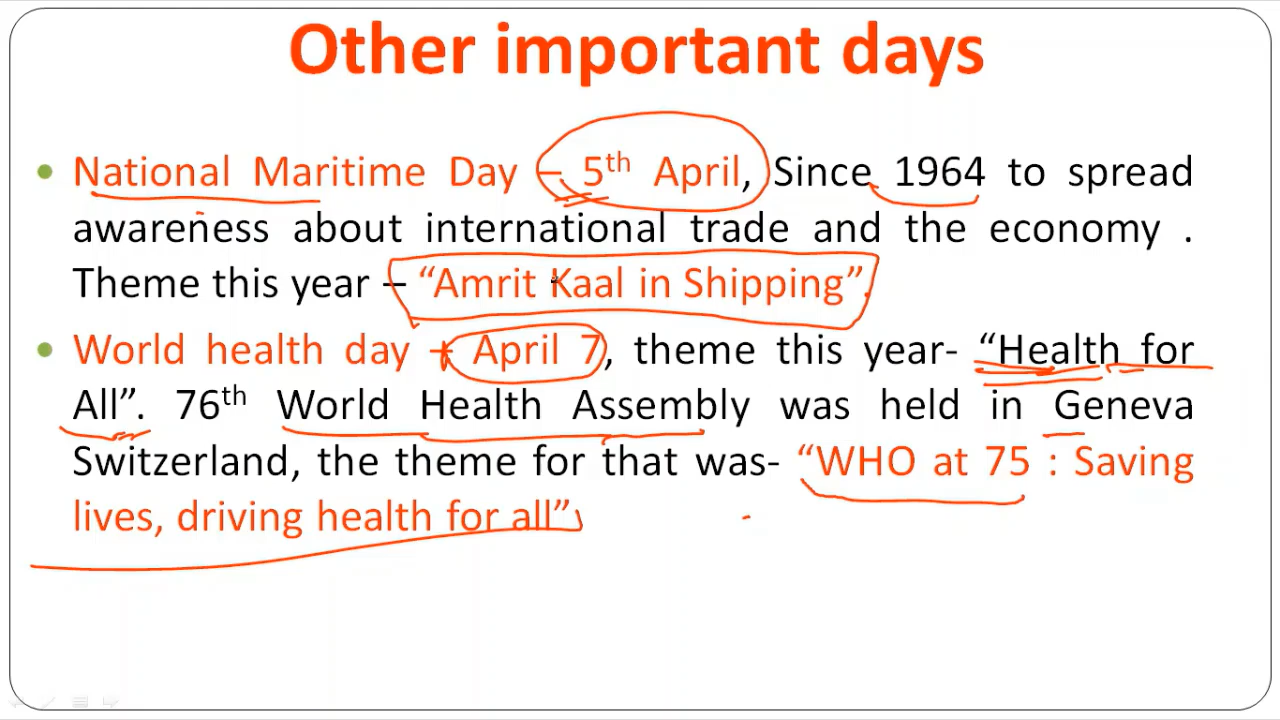 Other important days
• National Maritime Day – 5th April, Since 1964 to spread
awareness about international trade and the economy .
Theme this year – “Amrit Kaal in Shipping”.
• World health day – April 7, theme this year- “Health for
All”. 76th World Health Assembly was held in Geneva
Switzerland, the theme for that was- “WHO at 75 : Saving
lives, driving health for all”.